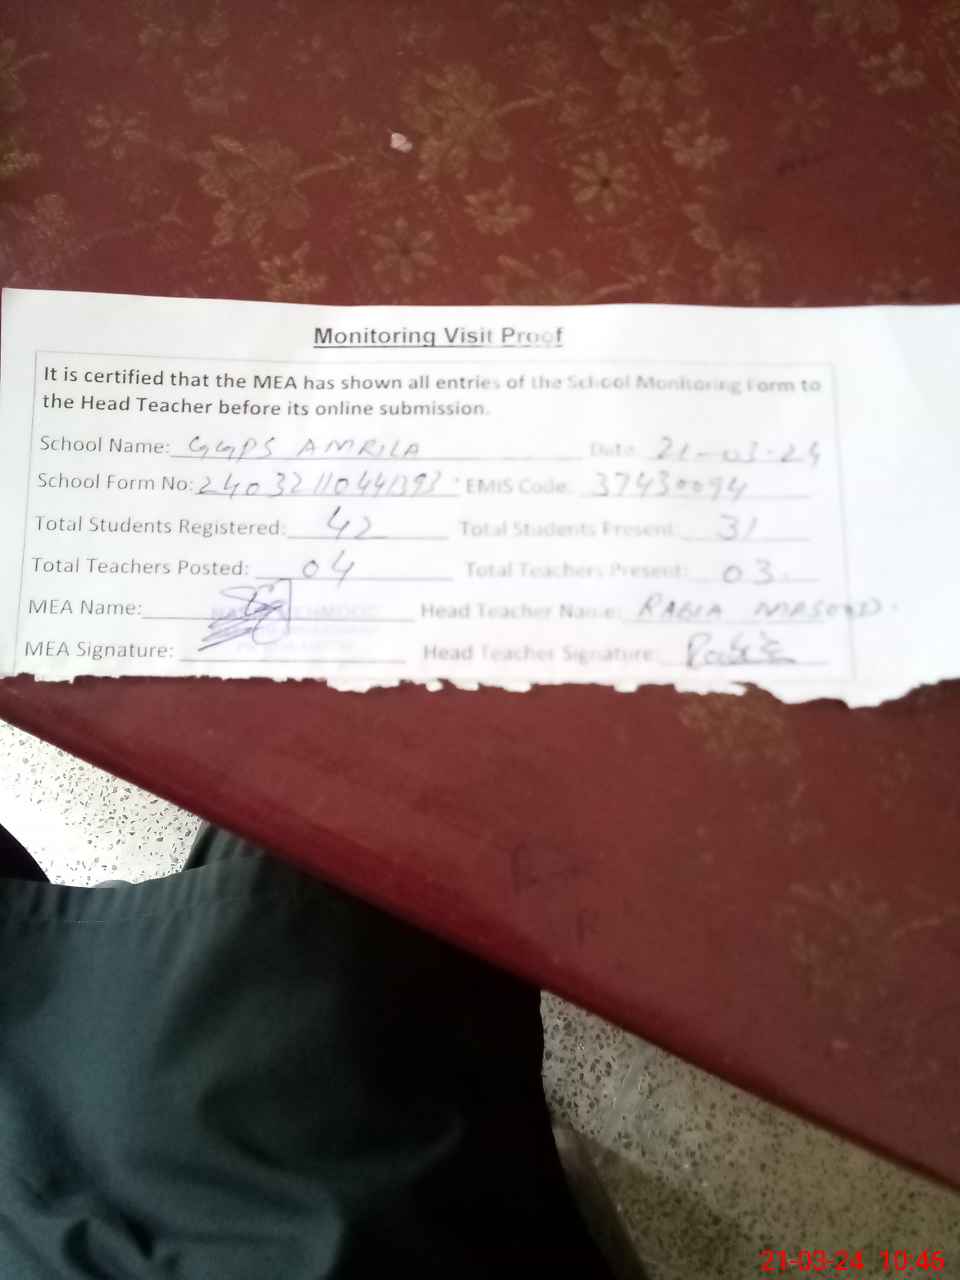 Monitoring Visit Proof
It is certified that the MEA has shown all entries of the School Monitoring Form to
the Head Teacher before its online submission.
School Name: GGPS AMRILA Date: 21-03-24
School Form No: EMIS Code: 37430094
Total Students Registered: 42 Total Students Present: 31
Total Teachers Posted: 04 Total Teachers Present: 03
MEA Name: Head Teacher Name: RABIA MASOOD
MEA Signature: Head Teacher Signature: Rabia
21-03-24 10:46